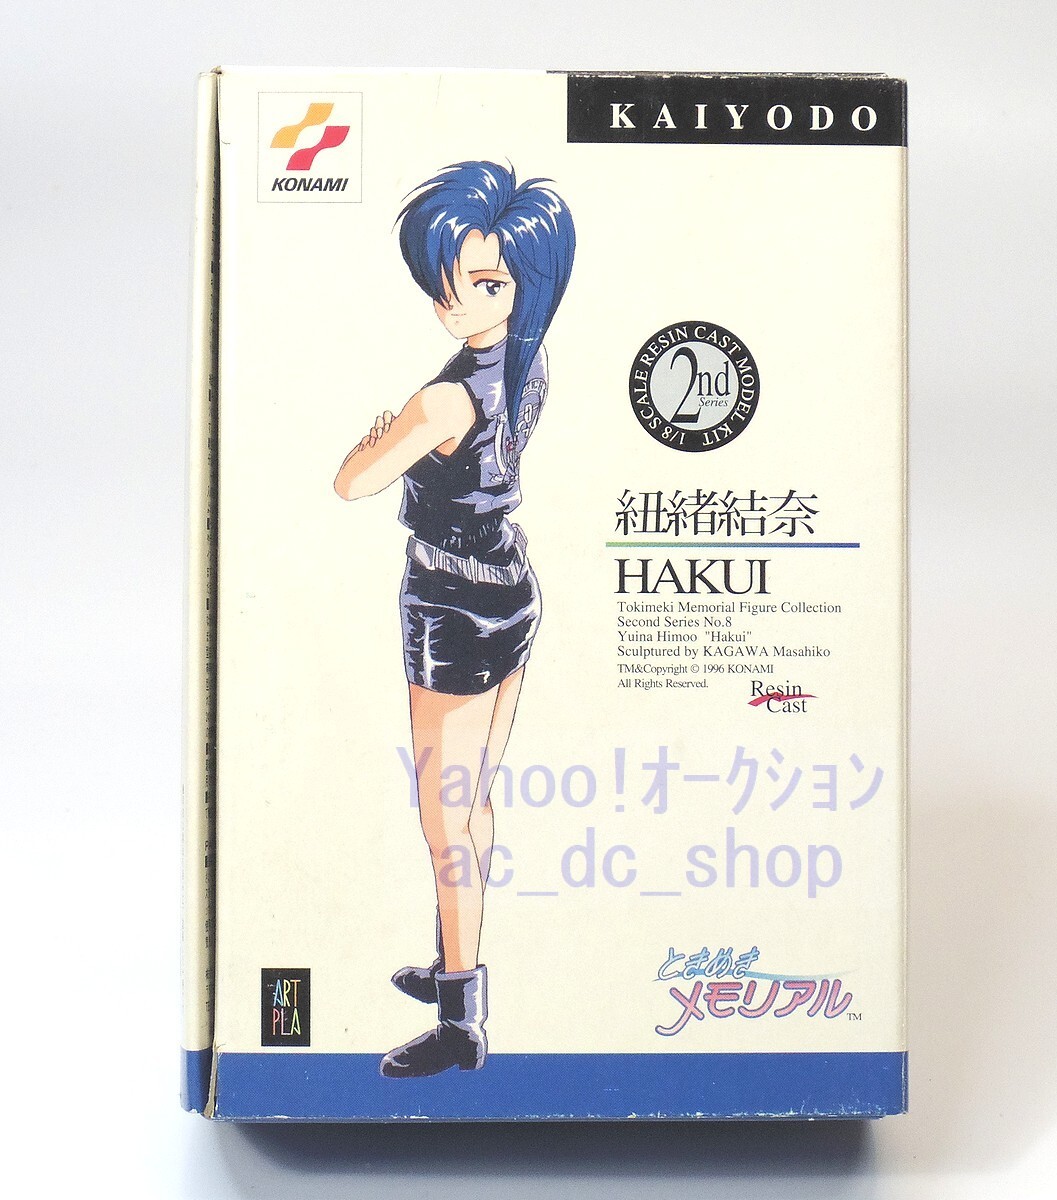 KAIYODO
KONAMI
1/8 SCALE RESIN CAST MODEL KIT
2nd
Series
紐緒結奈
HAKUI
Tokimeki Memorial Figure Collection
Second Series No.8
Yuina Himoo "Hakui"
Sculptured by KAGAWA Masahiko
TM&Copyright © 1996 KONAMI
All Rights Reserved.
Resin
Cast
Yahoo!ｵｰｸｼｮﾝ
ac_dc_shop
ART
PLA
ときめき
メモリアル™